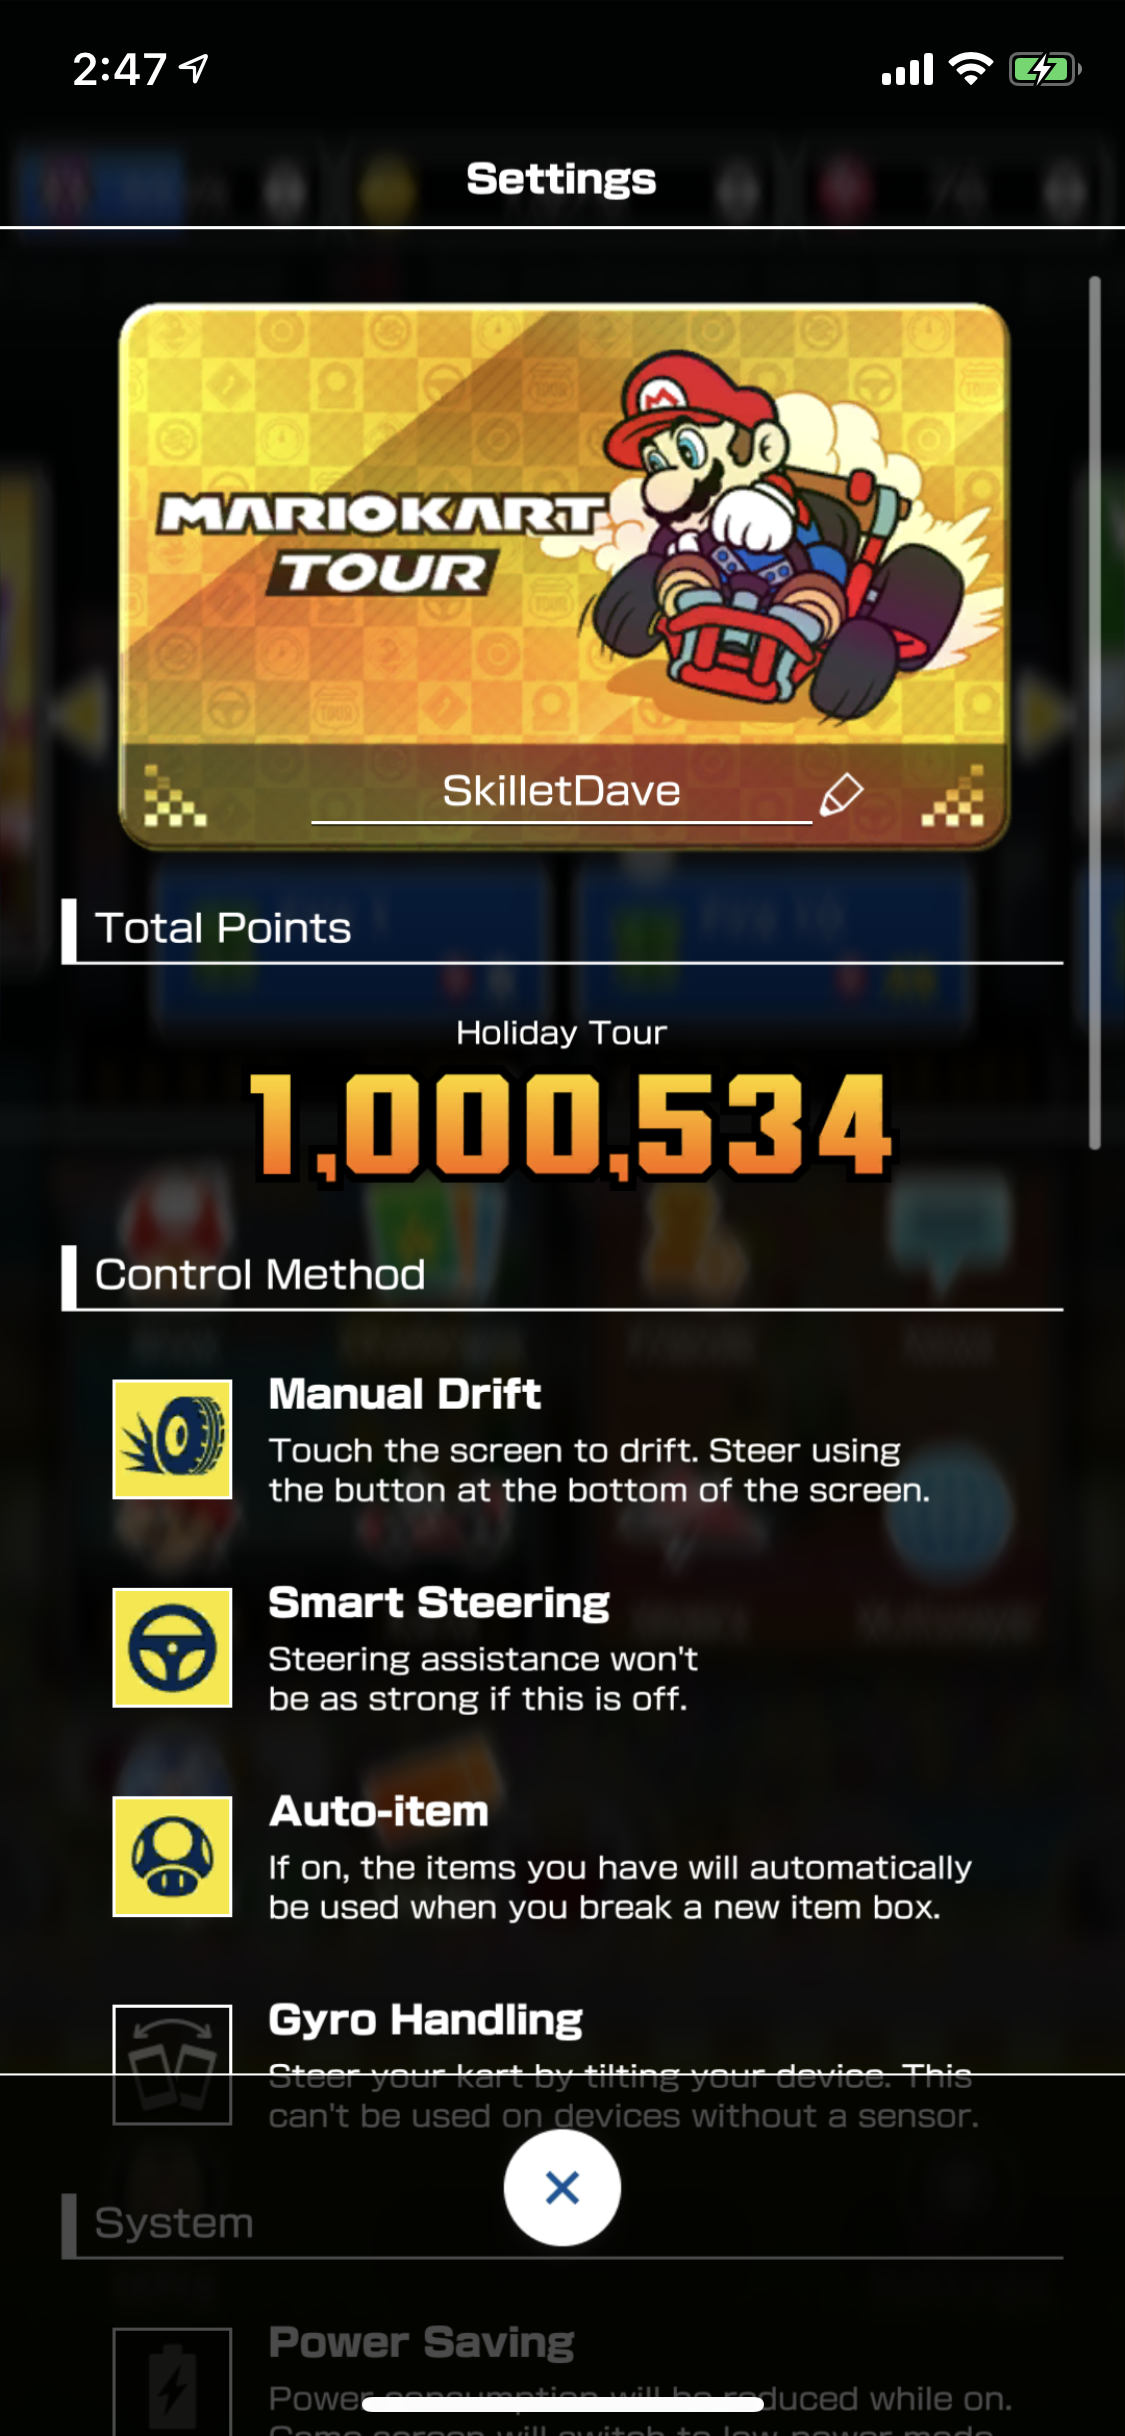 2:47
Settings
MARIOKART
TOUR
SkilletDave
Total Points
Holiday Tour
1,000,534
Control Method
Manual Drift
Touch the screen to drift. Steer using
the button at the bottom of the screen.
Smart Steering
Steering assistance won't
be as strong if this is off.
Auto-item
If on, the items you have will automatically
be used when you break a new item box.
Gyro Handling
Steer your kart by tilting your device. This
can't be used on devices without a sensor.
System
Power Saving
Power consumption will be reduced while on.